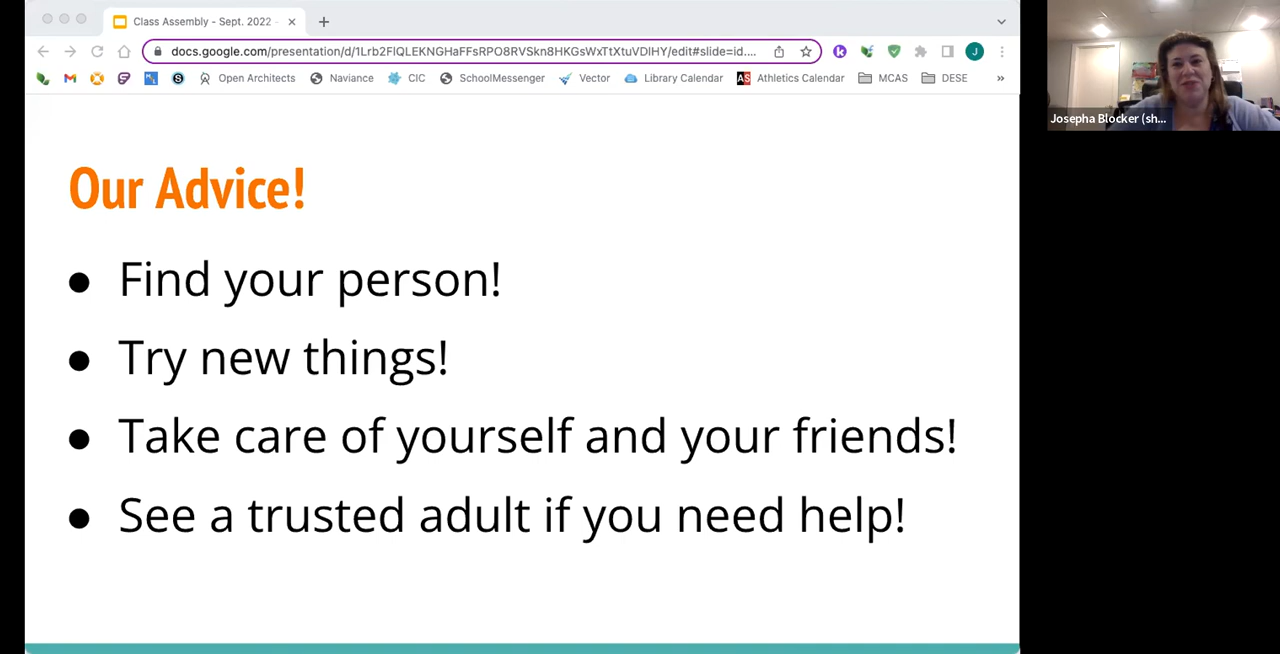 Class Assembly - Sept. 2022 -
docs.google.com/presentation/d/1Lrb2FlQLEKNGHaFFsRPO8RVSkn8HKGsWxTtXtuVDlHY/edit#slide=id....
J
Open Architects
Naviance
CIC
SchoolMessenger
Vector
Library Calendar
AS Athletics Calendar
MCAS
DESE
»
Josepha Blocker (sh...
Our Advice!
● Find your person!
● Try new things!
● Take care of yourself and your friends!
● See a trusted adult if you need help!